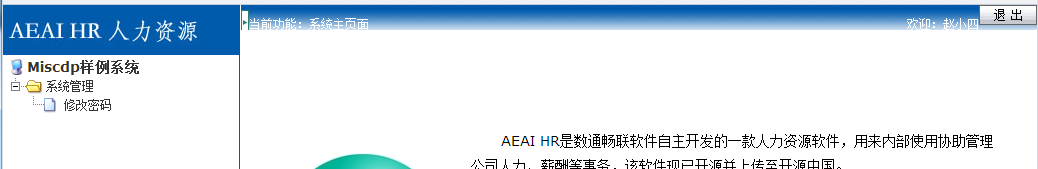 AEAI HR 人力资源
Miscdp样例系统
系统管理
修改密码
当前功能：系统主页面
欢迎：赵小四
退 出
AEAI HR是数通畅联软件自主开发的一款人力资源软件，用来内部使用协助管理
公司人力、薪酬等事务，该软件现已开源并上传至开源中国。